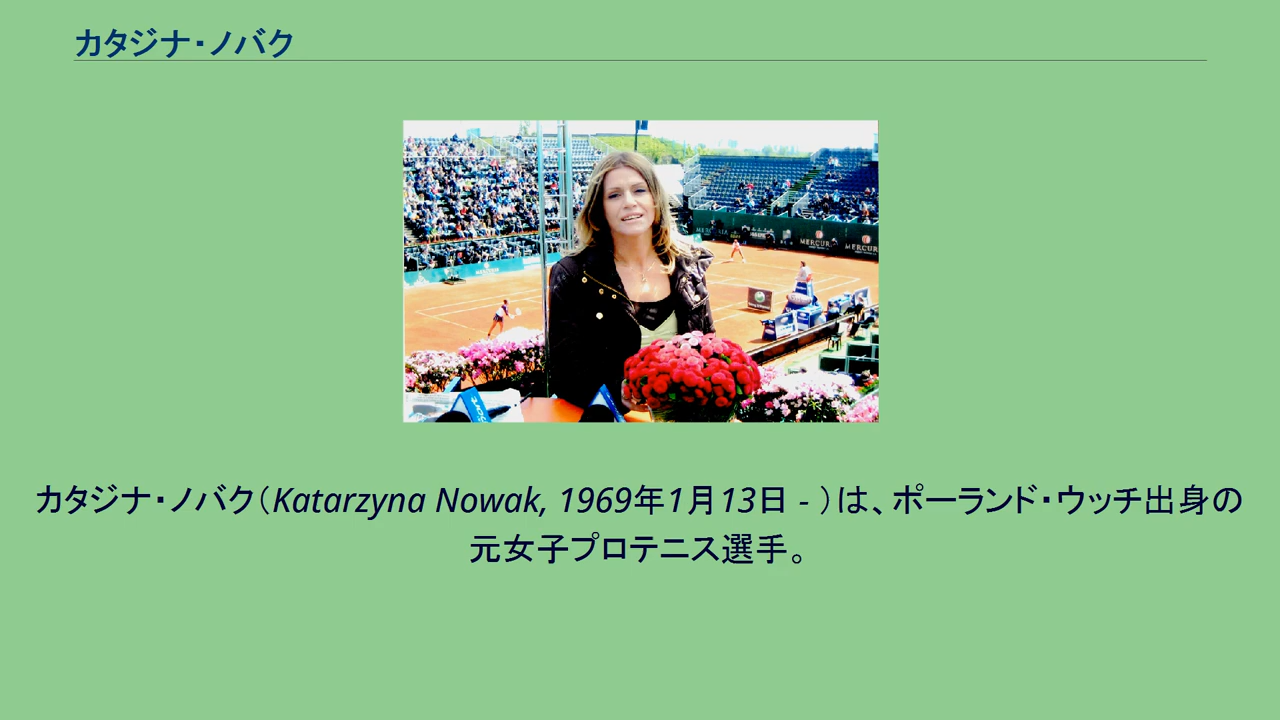 カタジナ・ノバク
MERCUR
MERCUR
カタジナ・ノバク（Katarzyna Nowak, 1969年1月13日 - ）は、ポーランド・ウッチ出身の
元女子プロテニス選手。